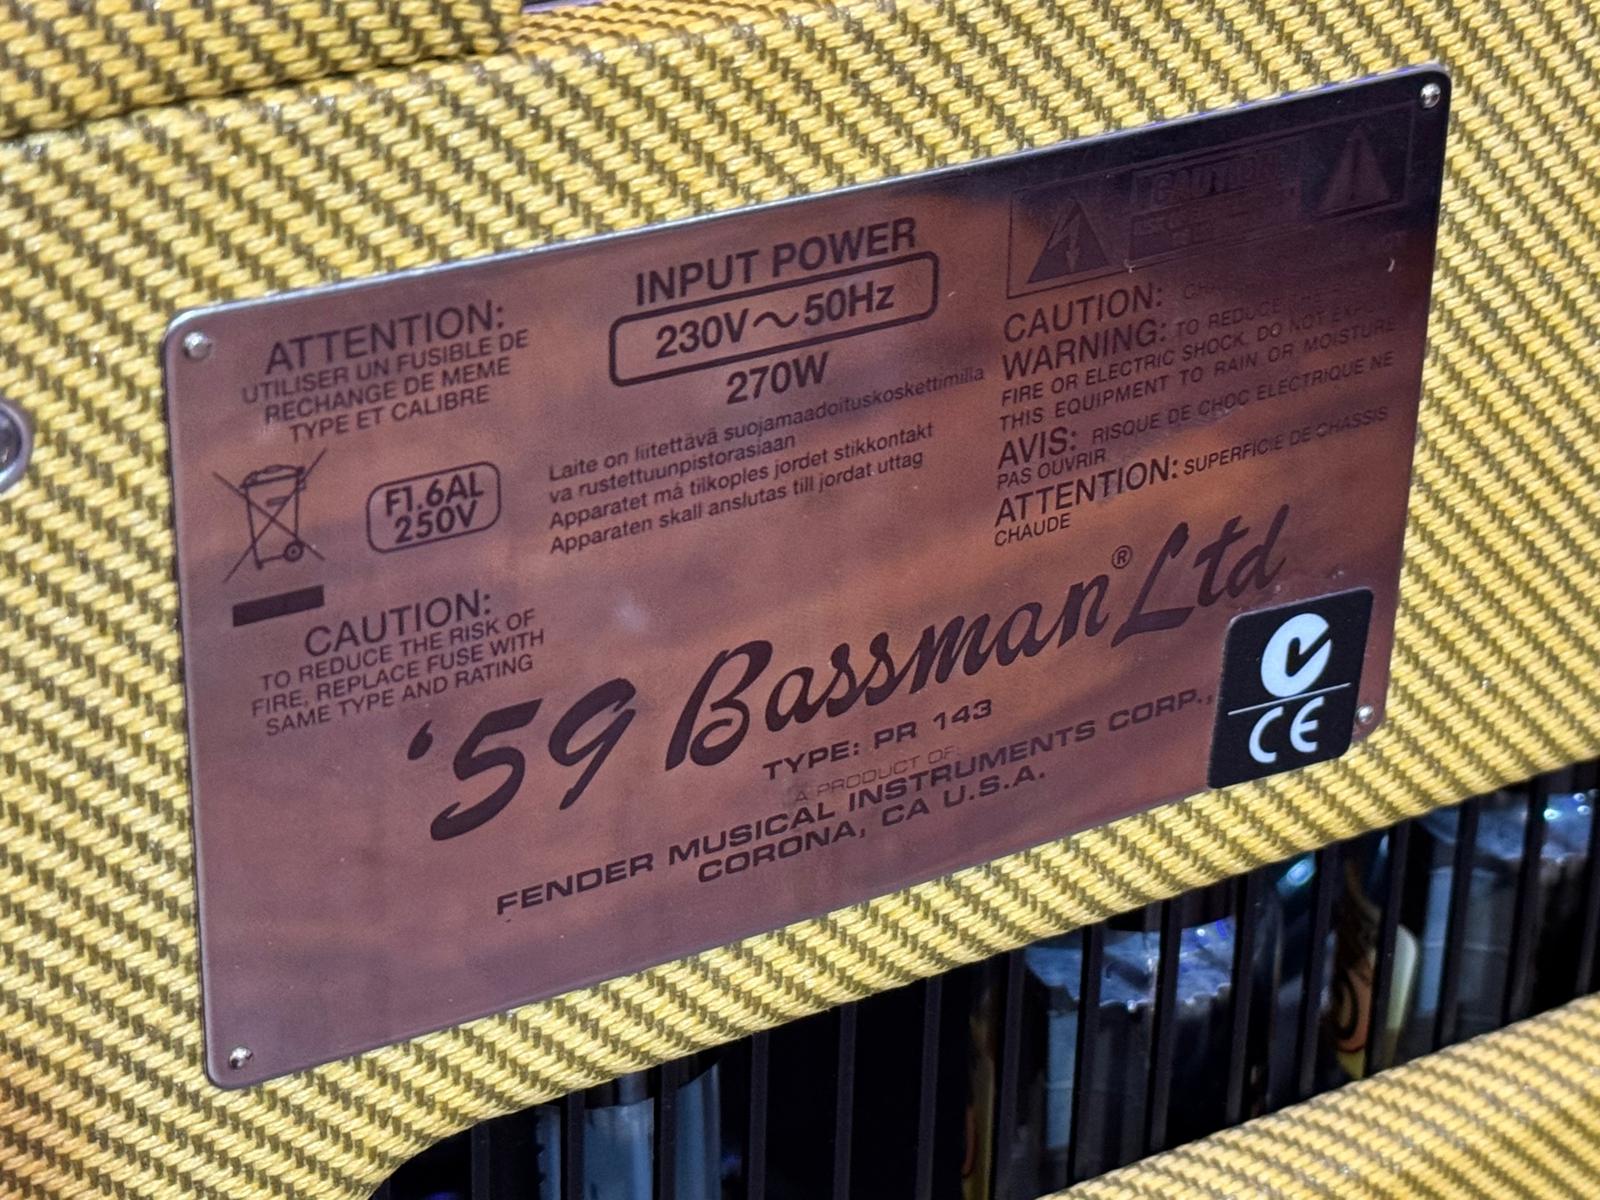 ATTENTION:
UTILISER UN FUSIBLE DE
RECHANGE DE MEME
TYPE ET CALIBRE
F1.6AL
250V
CAUTION:
TO REDUCE THE RISK OF
FIRE, REPLACE FUSE WITH
SAME TYPE AND RATING
INPUT POWER
230V~50Hz
270W
Laite on liitettävä suojamaadoituskoskettimilla
va rustettuunpistorasiaan
Apparatet må tilkoples jordet stikkontakt
Apparaten skall anslutas till jordat uttag
CAUTION
CAUTION:
WARNING: TO REDUCE THE
FIRE OR ELECTRIC SHOCK, DO NOT
THIS EQUIPMENT TO RAIN OR MOISTURE
AVIS: RISQUE DE CHOC ELECTRIQUE NE
PAS OUVRIR
ATTENTION: SUPERFICIE DE CHASSIS
CHAUDE
'59 Bassman® Ltd
TYPE: PR 143
A PRODUCT OF:
FENDER MUSICAL INSTRUMENTS CORP.,
CORONA, CA U.S.A.
CE